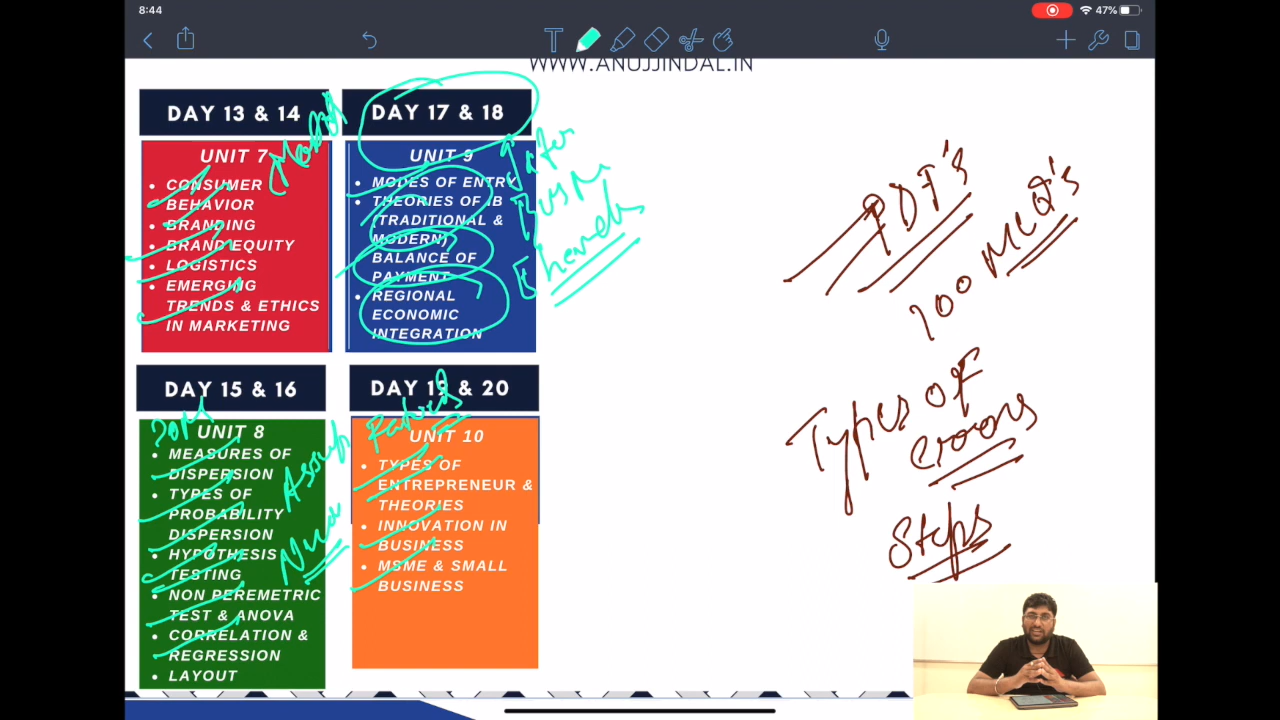 8:44
47%
T
WWW.ANUJJINDAL.IN
DAY 13 & 14
UNIT 7
• CONSUMER
BEHAVIOR
• BRANDING
• BRAND EQUITY
• LOGISTICS
• EMERGING
TRENDS & ETHICS
IN MARKETING
DAY 17 & 18
UNIT 9
• MODES OF ENTRY
• THEORIES OF IB
(TRADITIONAL &
MODERN)
BALANCE OF
PAYMENT
• REGIONAL
ECONOMIC
INTEGRATION
DAY 15 & 16
UNIT 8
• MEASURES OF
DISPERSION
• TYPES OF
PROBABILITY
DISPERSION
• HYPOTHESIS
TESTING
• NON PEREMETRIC
TEST & ANOVA
• CORRELATION &
REGRESSION
• LAYOUT
DAY 19 & 20
UNIT 10
• TYPES OF
ENTREPRENEUR &
THEORIES
• INNOVATION IN
BUSINESS
• MSME & SMALL
BUSINESS
PDF's
100 MCQ's
Types of
errors
Steps